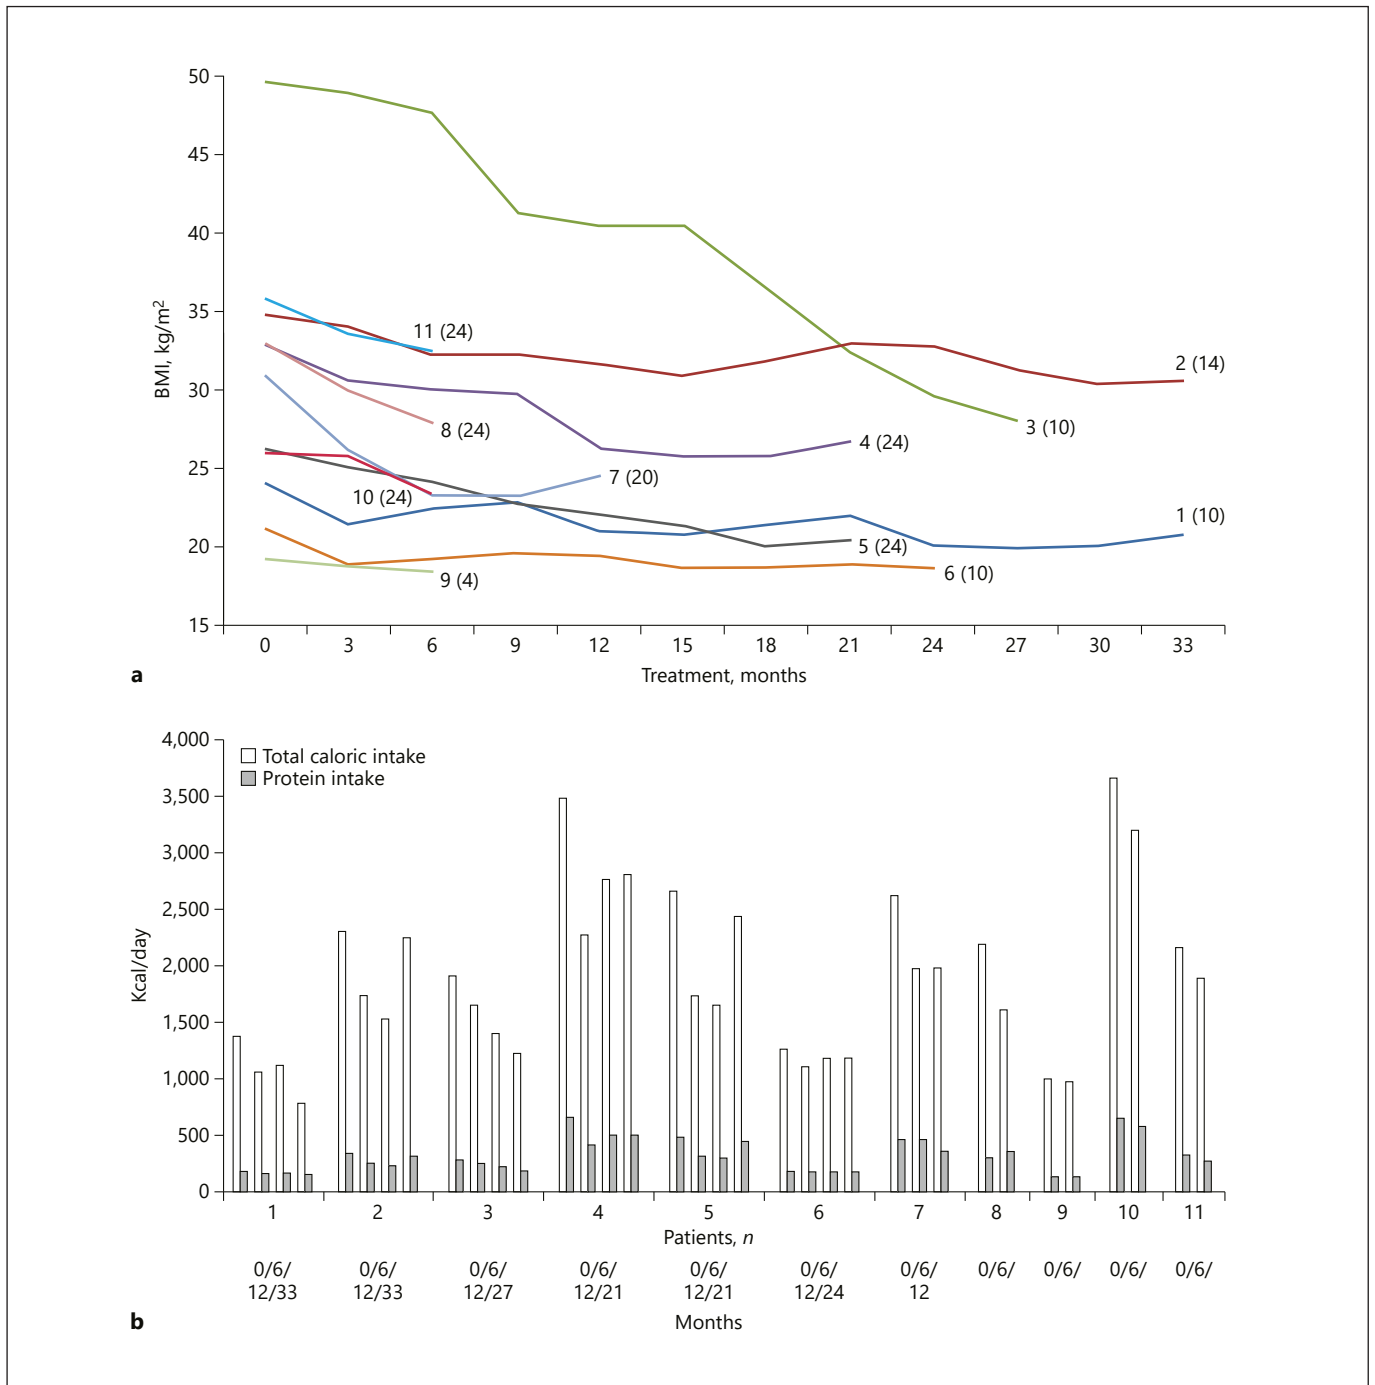 50
45
40
35
30
25
20
15
BMI, kg/m²
11 (24)
2 (14)
8 (24)
3 (10)
4 (24)
7 (20)
10 (24)
1 (10)
5 (24)
6 (10)
9 (4)
0 3 6 9 12 15 18 21 24 27 30 33
a
Treatment, months
4,000
3,500
3,000
2,500
2,000
1,500
1,000
500
0
Kcal/day
Total caloric intake
Protein intake
1 2 3 4 5 6 7 8 9 10 11
Patients, n
0/6/ 0/6/ 0/6/ 0/6/ 0/6/ 0/6/ 0/6/ 0/6/ 0/6/ 0/6/ 0/6/
12/33 12/33 12/27 12/21 12/21 12/24 12
b
Months